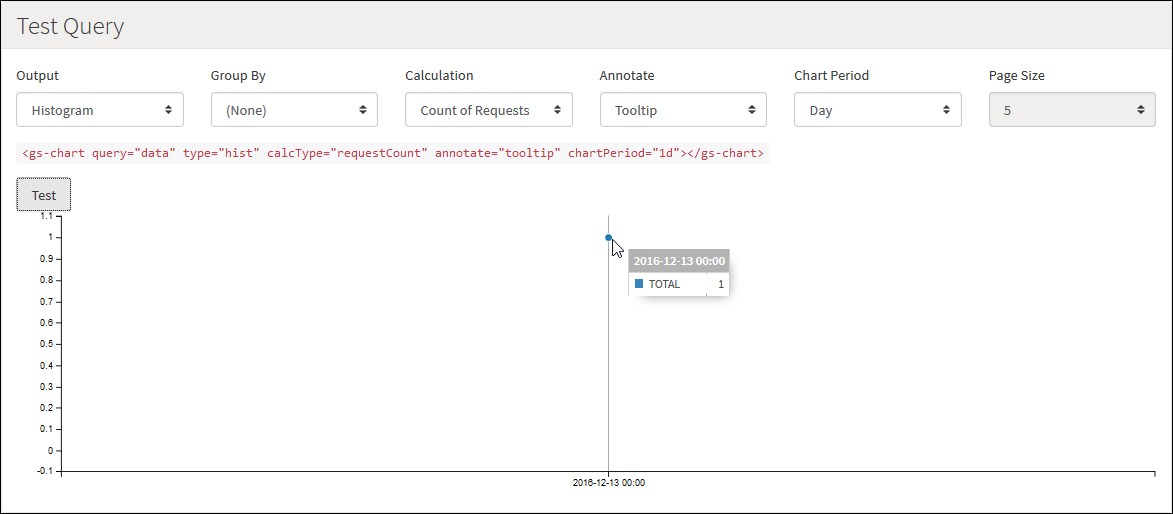 Test Query
Output Group By Calculation Annotate Chart Period Page Size
Histogram (None) Count of Requests Tooltip Day 5
<gs-chart query="data" type="hist" calcType="requestCount" annotate="tooltip" chartPeriod="1d"></gs-chart>
Test
1.1
1
0.9
0.8
0.7
0.6
0.5
0.4
0.3
0.2
0.1
0
-0.1
2016-12-13 00:00
TOTAL 1
2016-12-13 00:00